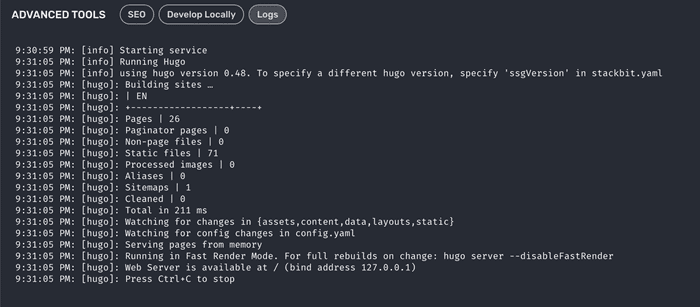 ADVANCED TOOLS SEO Develop Locally Logs
9:30:59 PM: [info] Starting service
9:31:05 PM: [info] Running Hugo
9:31:05 PM: [info] using hugo version 0.48. To specify a different hugo version, specify 'ssgVersion' in stackbit.yaml
9:31:05 PM: [hugo]: Building sites …
9:31:05 PM: [hugo]: | EN
9:31:05 PM: [hugo]: +------------------+----+
9:31:05 PM: [hugo]: Pages | 26
9:31:05 PM: [hugo]: Paginator pages | 0
9:31:05 PM: [hugo]: Non-page files | 0
9:31:05 PM: [hugo]: Static files | 71
9:31:05 PM: [hugo]: Processed images | 0
9:31:05 PM: [hugo]: Aliases | 0
9:31:05 PM: [hugo]: Sitemaps | 1
9:31:05 PM: [hugo]: Cleaned | 0
9:31:05 PM: [hugo]: Total in 211 ms
9:31:05 PM: [hugo]: Watching for changes in {assets,content,data,layouts,static}
9:31:05 PM: [hugo]: Watching for config changes in config.yaml
9:31:05 PM: [hugo]: Serving pages from memory
9:31:05 PM: [hugo]: Running in Fast Render Mode. For full rebuilds on change: hugo server --disableFastRender
9:31:05 PM: [hugo]: Web Server is available at / (bind address 127.0.0.1)
9:31:05 PM: [hugo]: Press Ctrl+C to stop